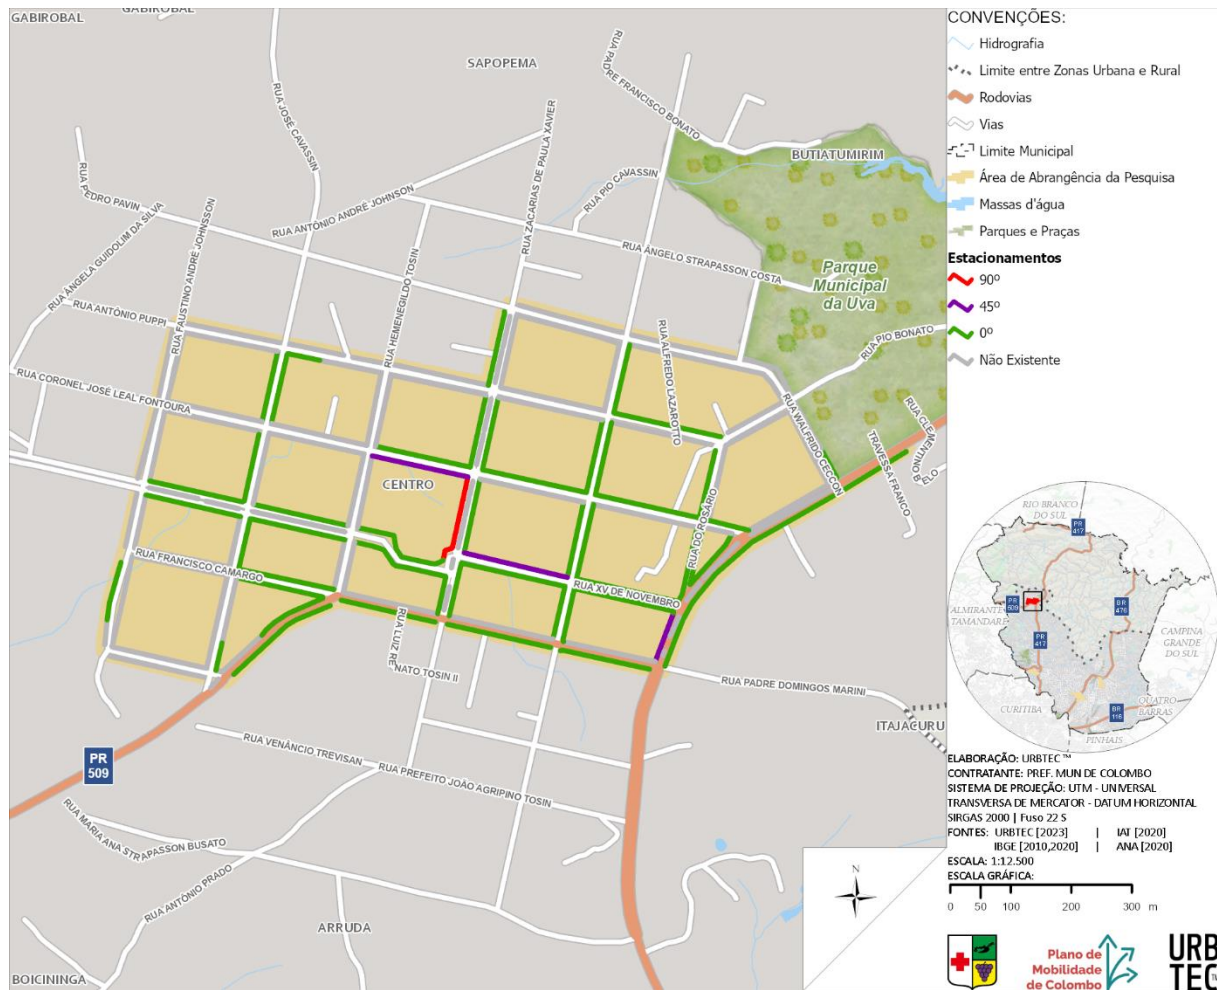 GABIROBAL
GABIROBAL
SAPOPEMA
RUA PADRE FRANCISCO BONATO
BUTIATUMIRIM
RUA JOSÉ CAVASSIN
RUA ZACARIAS DE PAULA XAVIER
RUA PIO CAVASSIN
RUA PEDRO PAVIN
RUA ANTÔNIO ANDRÉ JOHNSON
RUA ÂNGELA GUIDOLIM DA SILVA
RUA FAUSTINO ANDRÉ JOHNSSON
RUA HEMENEGILDO TOSIN
RUA ÂNGELO STRAPASSON COSTA
Parque
Municipal
da Uva
RUA ANTÔNIO PUPPI
RUA ALFREDO LAZAROTTO
RUA PIO BONATO
RUA CORONEL JOSÉ LEAL FONTOURA
RUA WALFRIDO CECCON
RUA CLEMENTINO BELO
TRAVESSA FRANCO
CENTRO
RUA DO ROSÁRIO
RUA FRANCISCO CAMARGO
RUA XV DE NOVEMBRO
RUA LUIZ RENATO TOSIN II
RUA PADRE DOMINGOS MARINI
ITAJACURU
RUA VENÂNCIO TREVISAN
RUA PREFEITO JOÃO AGRIPINO TOSIN
PR
509
RUA MARIA ANA STRAPASSON BUSATO
RUA ANTÔNIO PRADO
ARRUDA
BOICININGA
N
CONVENÇÕES:
Hidrografia
Limite entre Zonas Urbana e Rural
Rodovias
Vias
Limite Municipal
Área de Abrangência da Pesquisa
Massas d'água
Parques e Praças
Estacionamentos
90º
45º
0º
Não Existente
RIO BRANCO
DO SUL
PR
417
ALMIRANTE
TAMANDARÉ
PR
509
BR
476
PR
417
CAMPINA
GRANDE
DO SUL
CURITIBA
QUATRO
BARRAS
BR
116
PINHAIS
ELABORAÇÃO: URBTEC ™
CONTRATANTE: PREF. MUN DE COLOMBO
SISTEMA DE PROJEÇÃO: UTM - UNIVERSAL
TRANSVERSA DE MERCATOR - DATUM HORIZONTAL
SIRGAS 2000 | Fuso 22 S
FONTES: URBTEC [2023] | IAT [2020]
IBGE [2010,2020] | ANA [2020]
ESCALA: 1:12.500
ESCALA GRÁFICA:
0 50 100 200 300 m
Plano de
Mobilidade
de Colombo
URB
TEC